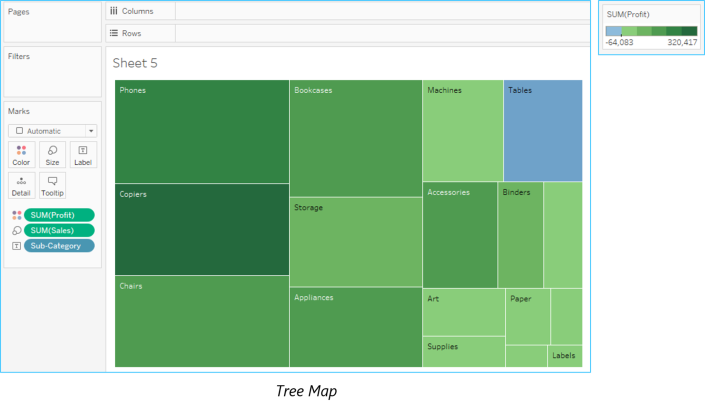 Pages
Columns
Rows
Filters
Marks
Automatic
Color
Size
Label
Detail
Tooltip
SUM(Profit)
SUM(Sales)
Sub-Category
Sheet 5
Phones
Copiers
Chairs
Bookcases
Storage
Appliances
Machines
Tables
Accessories
Binders
Art
Supplies
Paper
Labels
SUM(Profit)
-64,083 320,417
Tree Map